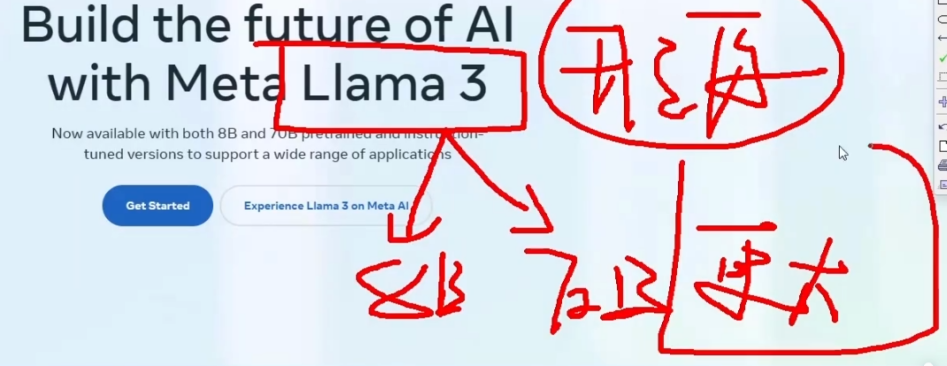 Build the future of AI
with Meta Llama 3
开源
Now available with both 8B and 70B pretrained and instruction-
tuned versions to support a wide range of applications
Get Started
Experience Llama 3 on Meta AI
8B
72B
更大